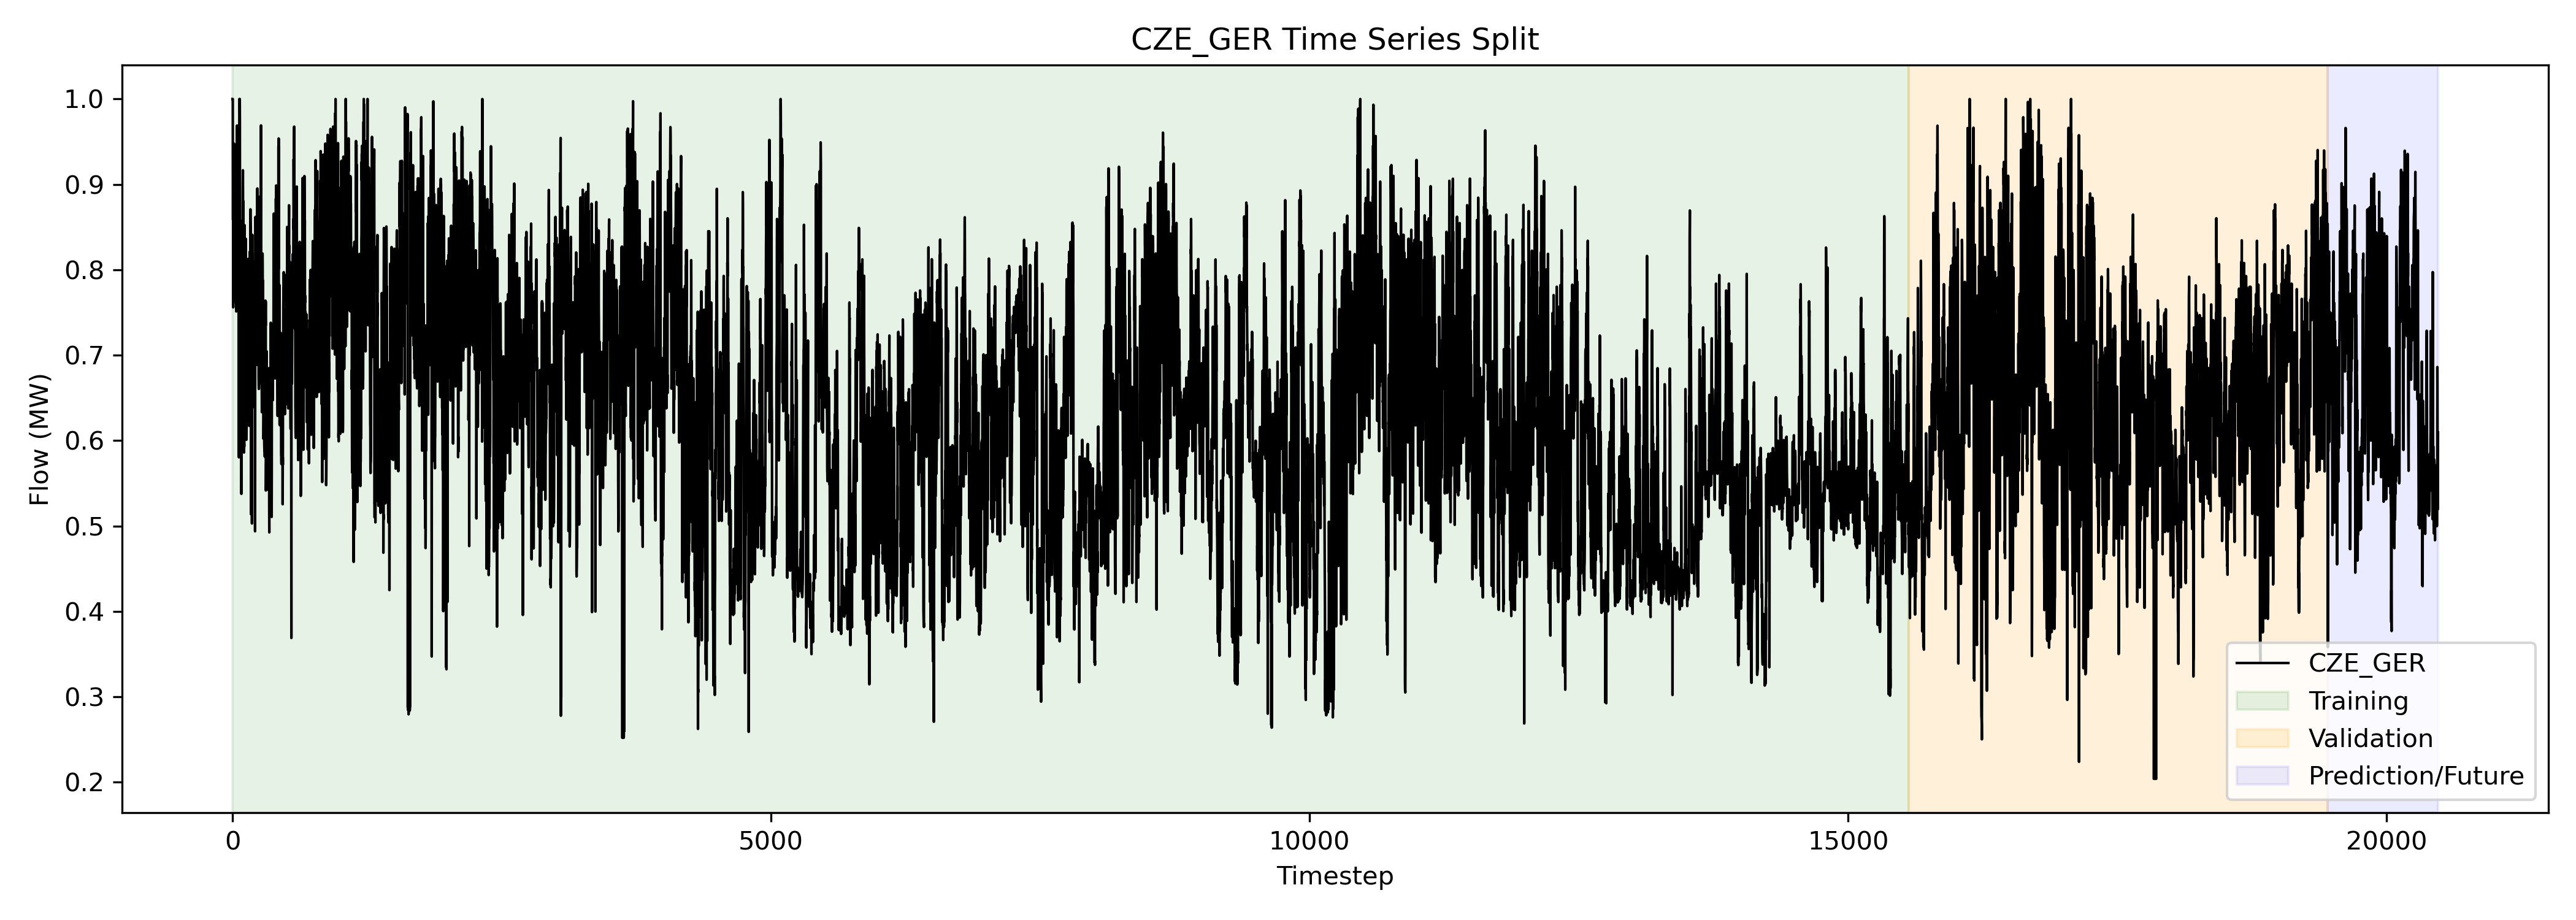 CZE_GER Time Series Split
1.0
0.9
0.8
0.7
0.6
0.5
0.4
0.3
0.2
Flow (MW)
0
5000
10000
15000
20000
Timestep
CZE_GER
Training
Validation
Prediction/Future